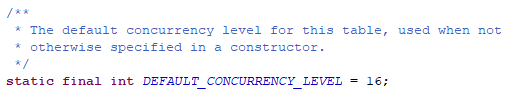 /**
 * The default concurrency level for this table, used when not
 * otherwise specified in a constructor.
 */
static final int DEFAULT_CONCURRENCY_LEVEL = 16;